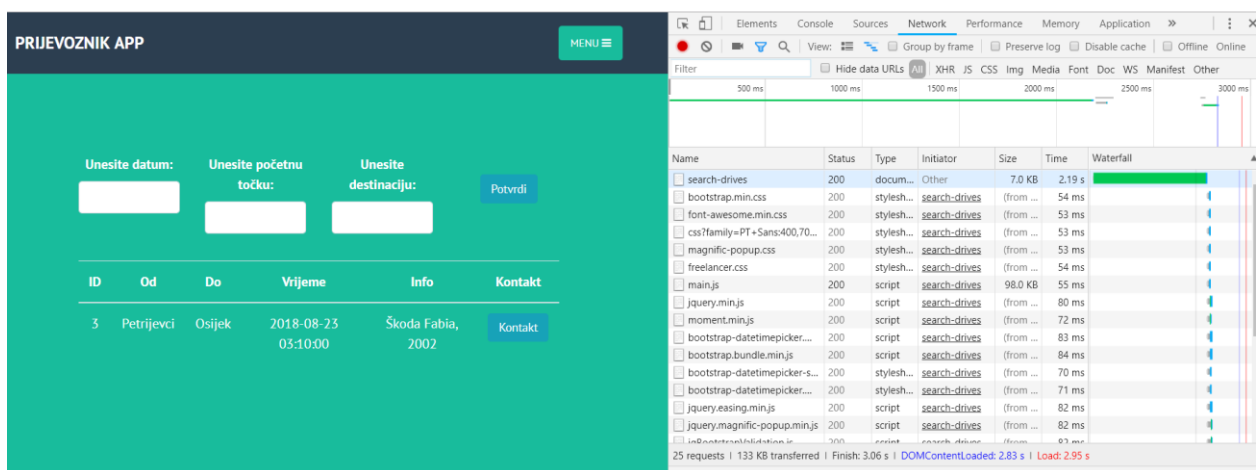 PRIJEVOZNIK APP
MENU
Unesite datum:
Unesite početnu
točku:
Unesite
destinaciju:
Potvrdi
ID Od Do Vrijeme Info Kontakt
3 Petrijevci Osijek 2018-08-23
03:10:00
Škoda Fabia,
2002
Kontakt
Elements Console Sources Network Performance Memory Application »
View: Group by frame Preserve log Disable cache Offline Online
Filter Hide data URLs All XHR JS CSS Img Media Font Doc WS Manifest Other
500 ms 1000 ms 1500 ms 2000 ms 2500 ms 3000 ms
Name Status Type Initiator Size Time Waterfall
search-drives 200 docum... Other 7.0 KB 2.19 s
bootstrap.min.css 200 stylesh... search-drives (from ... 54 ms
font-awesome.min.css 200 stylesh... search-drives (from ... 53 ms
css?family=PT+Sans:400,70... 200 stylesh... search-drives (from ... 53 ms
magnific-popup.css 200 stylesh... search-drives (from ... 53 ms
freelancer.css 200 stylesh... search-drives (from ... 54 ms
main.js 200 script search-drives 98.0 KB 55 ms
jquery.min.js 200 script search-drives (from ... 80 ms
moment.min.js 200 script search-drives (from ... 72 ms
bootstrap-datetimepicker.... 200 script search-drives (from ... 83 ms
bootstrap.bundle.min.js 200 script search-drives (from ... 84 ms
bootstrap-datetimepicker-s... 200 stylesh... search-drives (from ... 70 ms
bootstrap-datetimepicker.... 200 stylesh... search-drives (from ... 71 ms
jquery.easing.min.js 200 script search-drives (from ... 82 ms
jquery.magnific-popup.min.js 200 script search-drives (from ... 82 ms
jqBootstrapValidation.js 200 script search-drives (from ... 82 ms
25 requests | 133 KB transferred | Finish: 3.06 s | DOMContentLoaded: 2.83 s | Load: 2.95 s